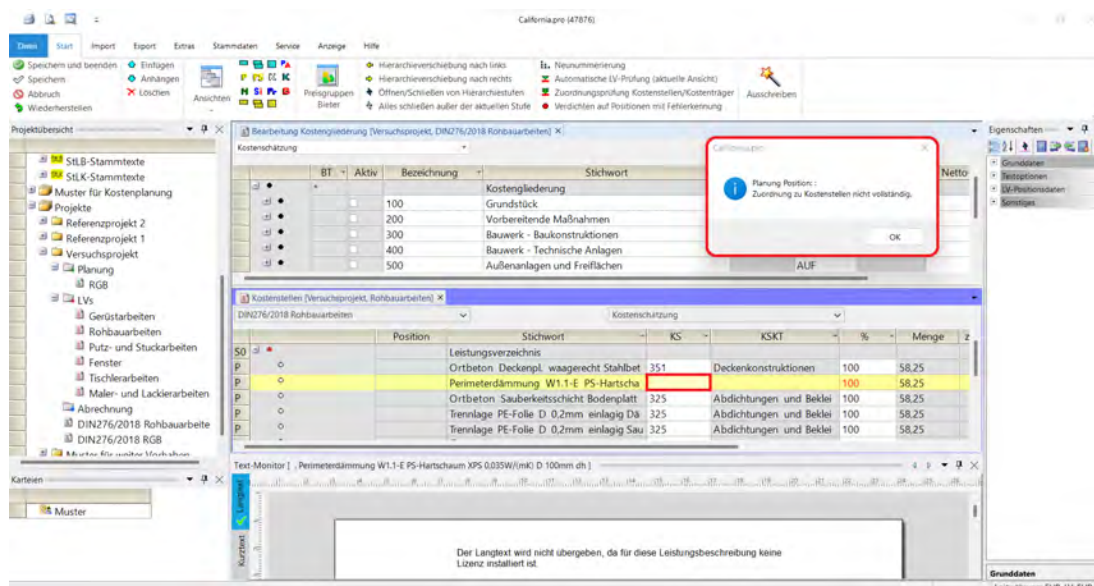 California.pro (47876)
Datei Start Import Export Extras Stammdaten Service Anzeige Hilfe
Speichern und beenden
Speichern
Abbruch
Wiederherstellen
Einfügen
Anhängen
Löschen
Ansichten
Preisgruppen Bieter
Hierarchieverschiebung nach links
Hierarchieverschiebung nach rechts
Öffnen/Schließen von Hierarchiestufen
Alles schließen außer der aktuellen Stufe
Neunummerierung
Automatische LV-Prüfung (aktuelle Ansicht)
Zuordnungsprüfung Kostenstellen/Kostenträger
Verdichten auf Positionen mit Fehlerkennung
Ausschreiben
Projektübersicht
StLB-Stammtexte
StLK-Stammtexte
Muster für Kostenplanung
Projekte
Referenzprojekt 2
Referenzprojekt 1
Versuchsprojekt
Planung
RGB
LVs
Gerüstarbeiten
Rohbauarbeiten
Putz- und Stuckarbeiten
Fenster
Tischlerarbeiten
Maler- und Lackierarbeiten
Abrechnung
DIN276/2018 Rohbauarbeite
DIN276/2018 RGB
Muster für weiter Vorhaben
Karteien
Muster
Bearbeitung Kostengliederung [Versuchsprojekt, DIN276/2018 Rohbauarbeiten]
Kostenschätzung
BT Aktiv Bezeichnung Stichwort Netto
Kostengliederung
100 Grundstück
200 Vorbereitende Maßnahmen
300 Bauwerk - Baukonstruktionen
400 Bauwerk - Technische Anlagen
500 Außenanlagen und Freiflächen AUF
California.pro
Planung Position: :
Zuordnung zu Kostenstellen nicht vollständig.
OK
Kostenstellen [Versuchsprojekt, Rohbauarbeiten]
DIN276/2018 Rohbauarbeiten Kostenschätzung
Position Stichwort KS KSKT % Menge z
S0 Leistungsverzeichnis
P Ortbeton Deckenpl. waagerecht Stahlbet 351 Deckenkonstruktionen 100 58,25
P Perimeterdämmung W1.1-E PS-Hartscha 100 58,25
P Ortbeton Sauberkeitsschicht Bodenplatt 325 Abdichtungen und Beklei 100 58,25
P Trennlage PE-Folie D 0,2mm einlagig Dä 325 Abdichtungen und Beklei 100 58,25
P Trennlage PE-Folie D 0,2mm einlagig Sau 325 Abdichtungen und Beklei 100 58,25
Text-Monitor [ , Perimeterdämmung W1.1-E PS-Hartschaum XPS 0,035W/(mK) D 100mm dh ]
Langtext
Kurztext
Der Langtext wird nicht übergeben, da für diese Leistungsbeschreibung keine
Lizenz installiert ist.
Eigenschaften
Grunddaten
Textoptionen
LV-Positionsdaten
Sonstiges
Grunddaten